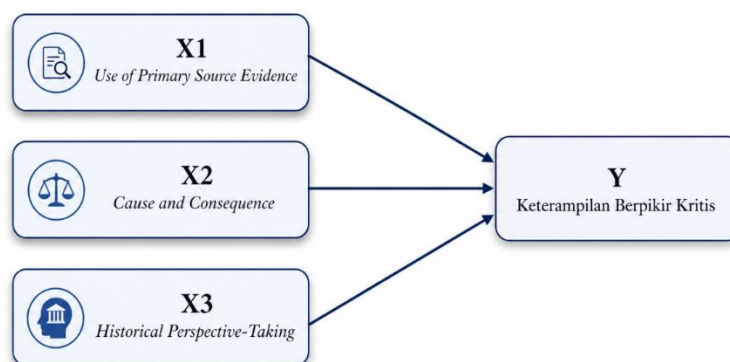 X1
Use of Primary Source Evidence
X2
Cause and Consequence
X3
Historical Perspective-Taking
Y
Keterampilan Berpikir Kritis